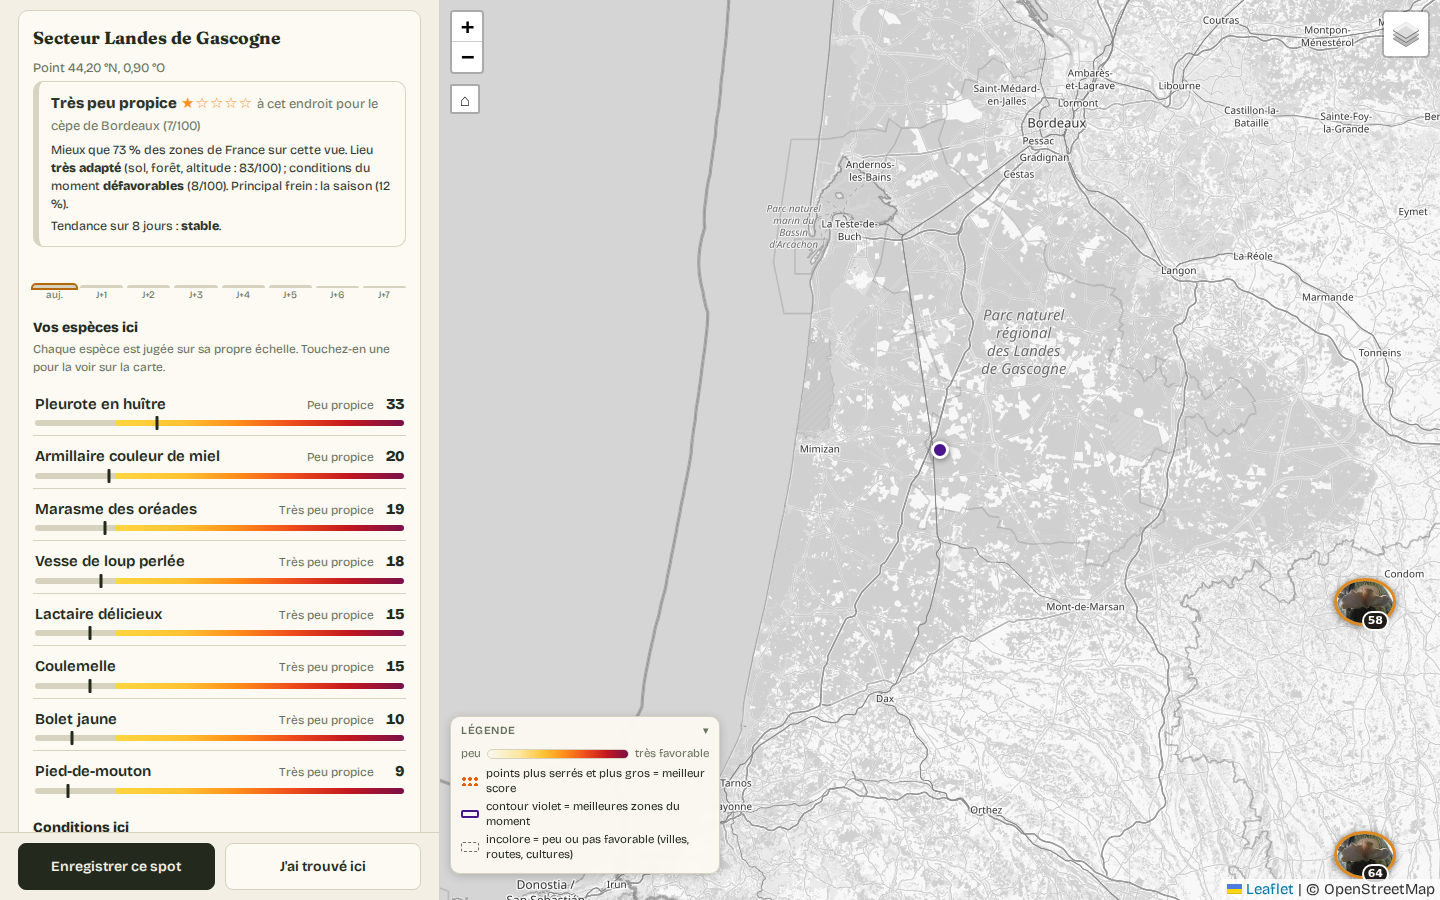 Secteur Landes de Gascogne
Point 44,20 °N, 0,90 °O
Très peu propice ★☆☆☆☆ à cet endroit pour le
cèpe de Bordeaux (7/100)
Mieux que 73 % des zones de France sur cette vue. Lieu
très adapté (sol, forêt, altitude : 83/100) ; conditions du
moment défavorables (8/100). Principal frein : la saison (12
%).
Tendance sur 8 jours : stable.
auj. J+1 J+2 J+3 J+4 J+5 J+6 J+7
Vos espèces ici
Chaque espèce est jugée sur sa propre échelle. Touchez-en une
pour la voir sur la carte.
Pleurote en huître Peu propice 33
Armillaire couleur de miel Peu propice 20
Marasme des oréades Très peu propice 19
Vesse de loup perlée Très peu propice 18
Lactaire délicieux Très peu propice 15
Coulemelle Très peu propice 15
Bolet jaune Très peu propice 10
Pied-de-mouton Très peu propice 9
Conditions ici
Enregistrer ce spot
J'ai trouvé ici
+
−
⌂
Coutras
Montpon-
Ménestérol
Ambarès-
et-Lagrave
Saint-Médard-
en-Jalles
Libourne
Lormont
Castillon-la-
Bataille
Sainte-Foy-
la-Grande
Bordeaux
Pessac
Gradignan
Andernos-
les-Bains
Cestas
Parc naturel
marin du
Bassin
d'Arcachon
La Teste-de-
Buch
Eymet
La Réole
Langon
Marmande
Parc naturel
régional
des Landes
de Gascogne
Tonneins
Mimizan
Condom
58
Mont-de-Marsan
Dax
LÉGENDE ▾
peu très favorable
points plus serrés et plus gros = meilleur
score
contour violet = meilleures zones du
moment
incolore = peu ou pas favorable (villes,
routes, cultures)
Tarnos
ayonne
Orthez
64
Donostia /
San Sebastián
Irun
Leaflet | © OpenStreetMap